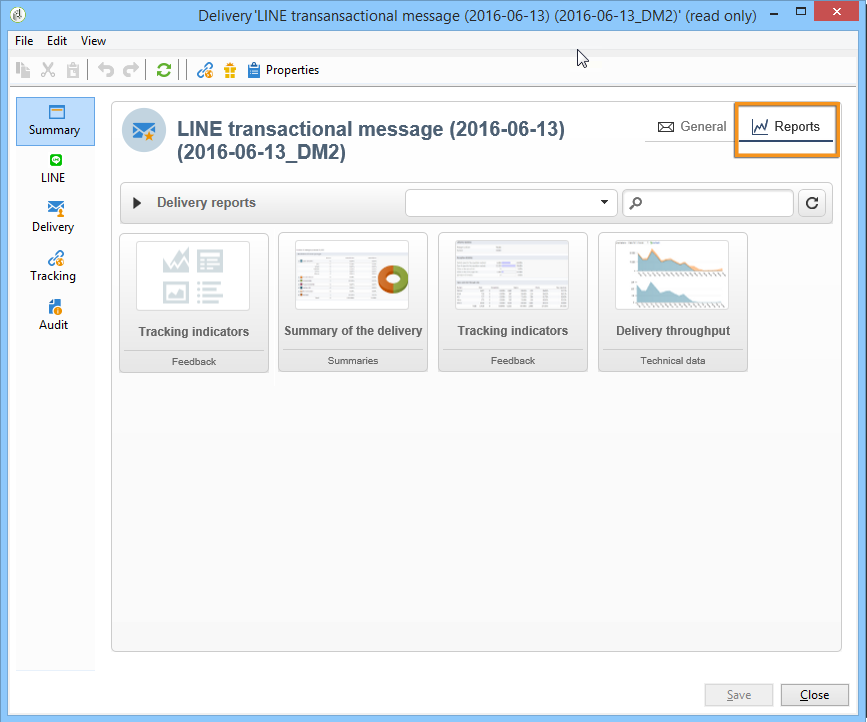 Delivery 'LINE transansactional message (2016-06-13) (2016-06-13_DM2)' (read only)
File Edit View
Properties
Summary
LINE
Delivery
Tracking
Audit
LINE transactional message (2016-06-13)
(2016-06-13_DM2)
General
Reports
Delivery reports
Tracking indicators
Feedback
Summary of the delivery
Summaries
Tracking indicators
Feedback
Delivery throughput
Technical data
Save
Close